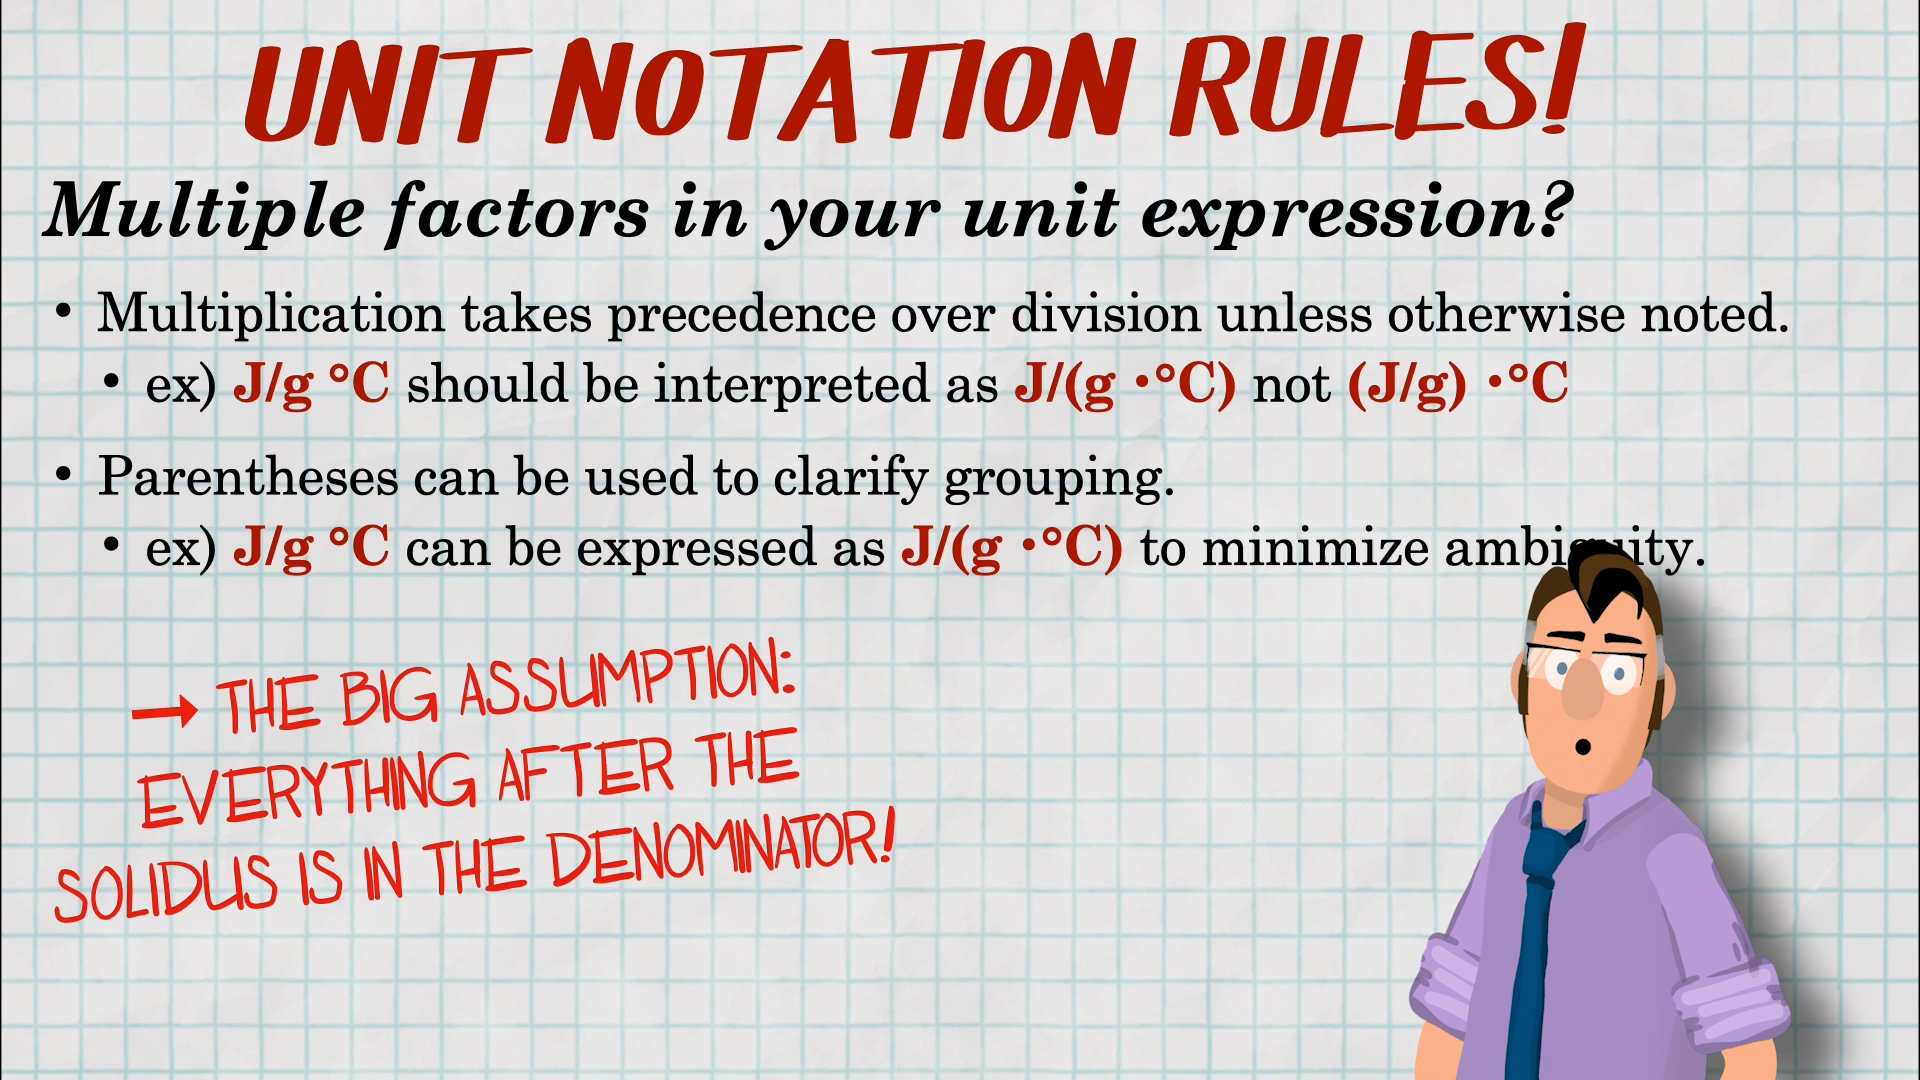 UNIT NOTATION RULES!
Multiple factors in your unit expression?
• Multiplication takes precedence over division unless otherwise noted.
• ex) J/g °C should be interpreted as J/(g •°C) not (J/g) •°C
• Parentheses can be used to clarify grouping.
• ex) J/g °C can be expressed as J/(g •°C) to minimize ambiguity.
→ THE BIG ASSUMPTION:
EVERYTHING AFTER THE
SOLIDUS IS IN THE DENOMINATOR!